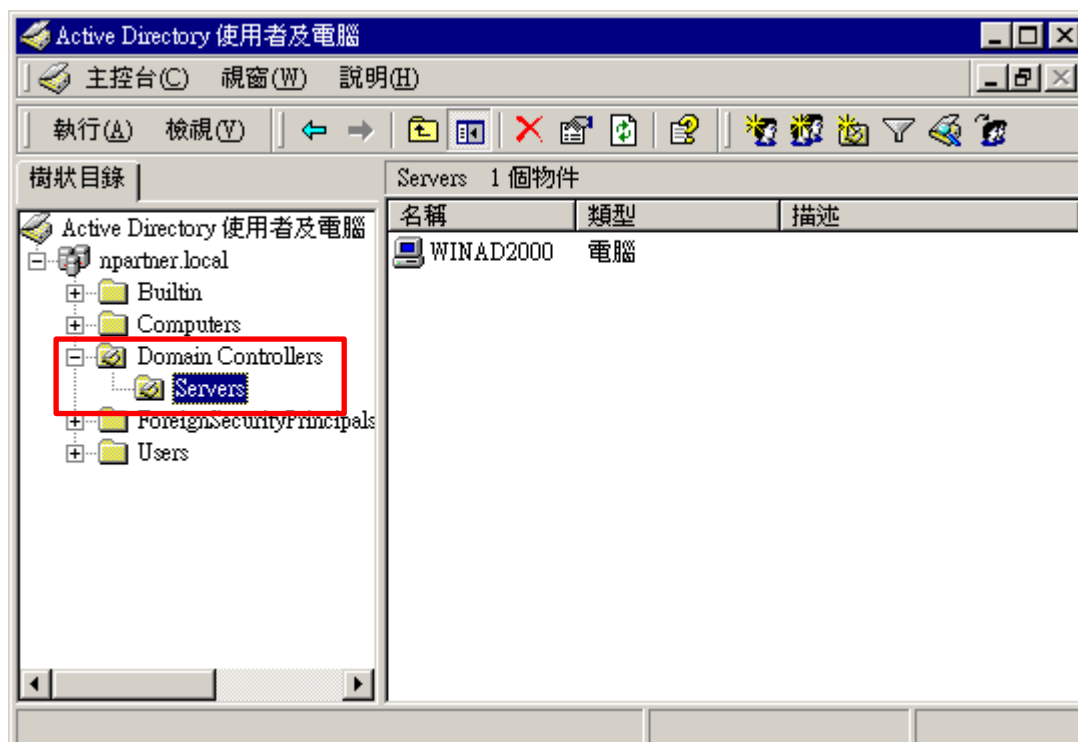 Active Directory 使用者及電腦
主控台(C) 視窗(W) 說明(H)
執行(A) 檢視(V)
樹狀目錄
Servers 1 個物件
Active Directory 使用者及電腦
npartner.local
Builtin
Computers
Domain Controllers
Servers
ForeignSecurityPrincipals
Users
名稱 類型 描述
WINAD2000 電腦